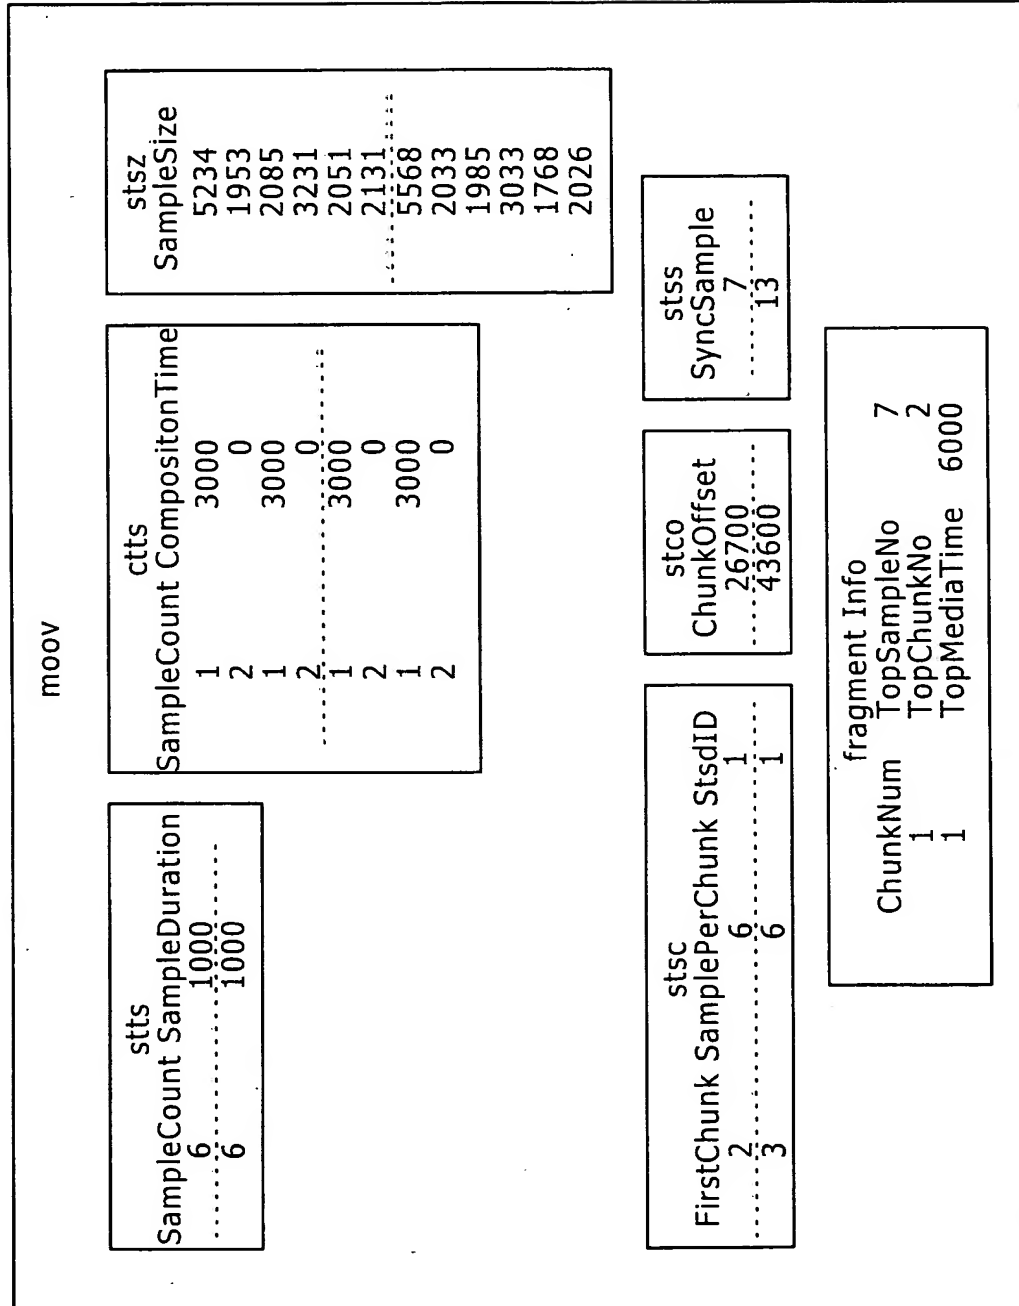 moov
stts
SampleCount SampleDuration
6 1000
6 1000
ctts
SampleCount CompositonTime
1 3000
2 0
1 3000
2 0
1 3000
2 0
1 3000
2 0
stsz
SampleSize
5234
1953
2085
3231
2051
2131
5568
2033
1985
3033
1768
2026
stsc
FirstChunk SamplePerChunk StsdID
2 6 1
3 6 1
stco
ChunkOffset
26700
43600
stss
SyncSample
7
13
fragment Info
ChunkNum TopSampleNo 7
1 TopChunkNo 2
1 TopMediaTime 6000